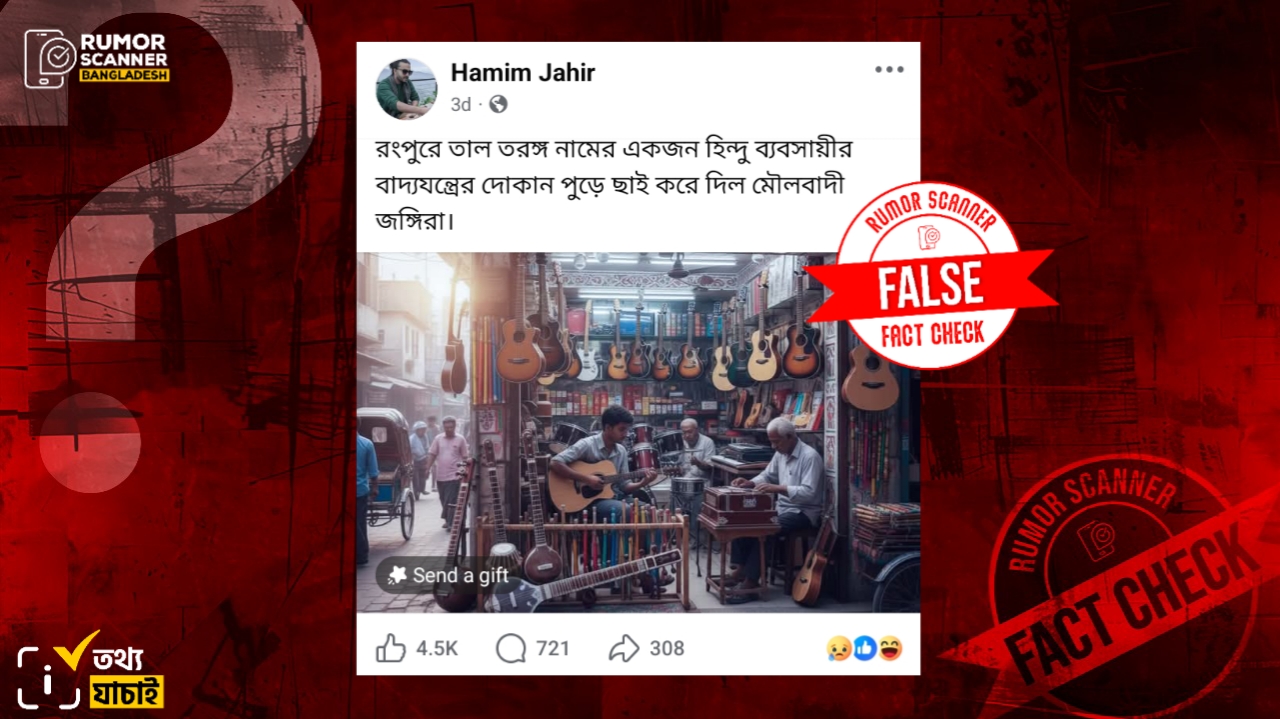 RUMOR
SCANNER
BANGLADESH
Hamim Jahir
3d ·
রংপুরে তাল তরঙ্গ নামের একজন হিন্দু ব্যবসায়ীর
বাদ্যযন্ত্রের দোকান পুড়ে ছাই করে দিল মৌলবাদী
জঙ্গিরা।
RUMOR SCANNER
FALSE
FACT CHECK
Send a gift
4.5K
721
308
RUMOR SCANNER
FACT CHECK
i
তথ্য
যাচাই